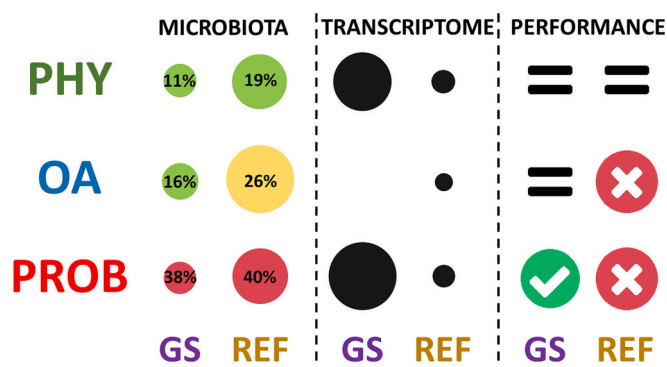 MICROBIOTA TRANSCRIPTOME PERFORMANCE
PHY 11% 19% = =
OA 16% 26% =
PROB 38% 40%
GS REF GS REF GS REF